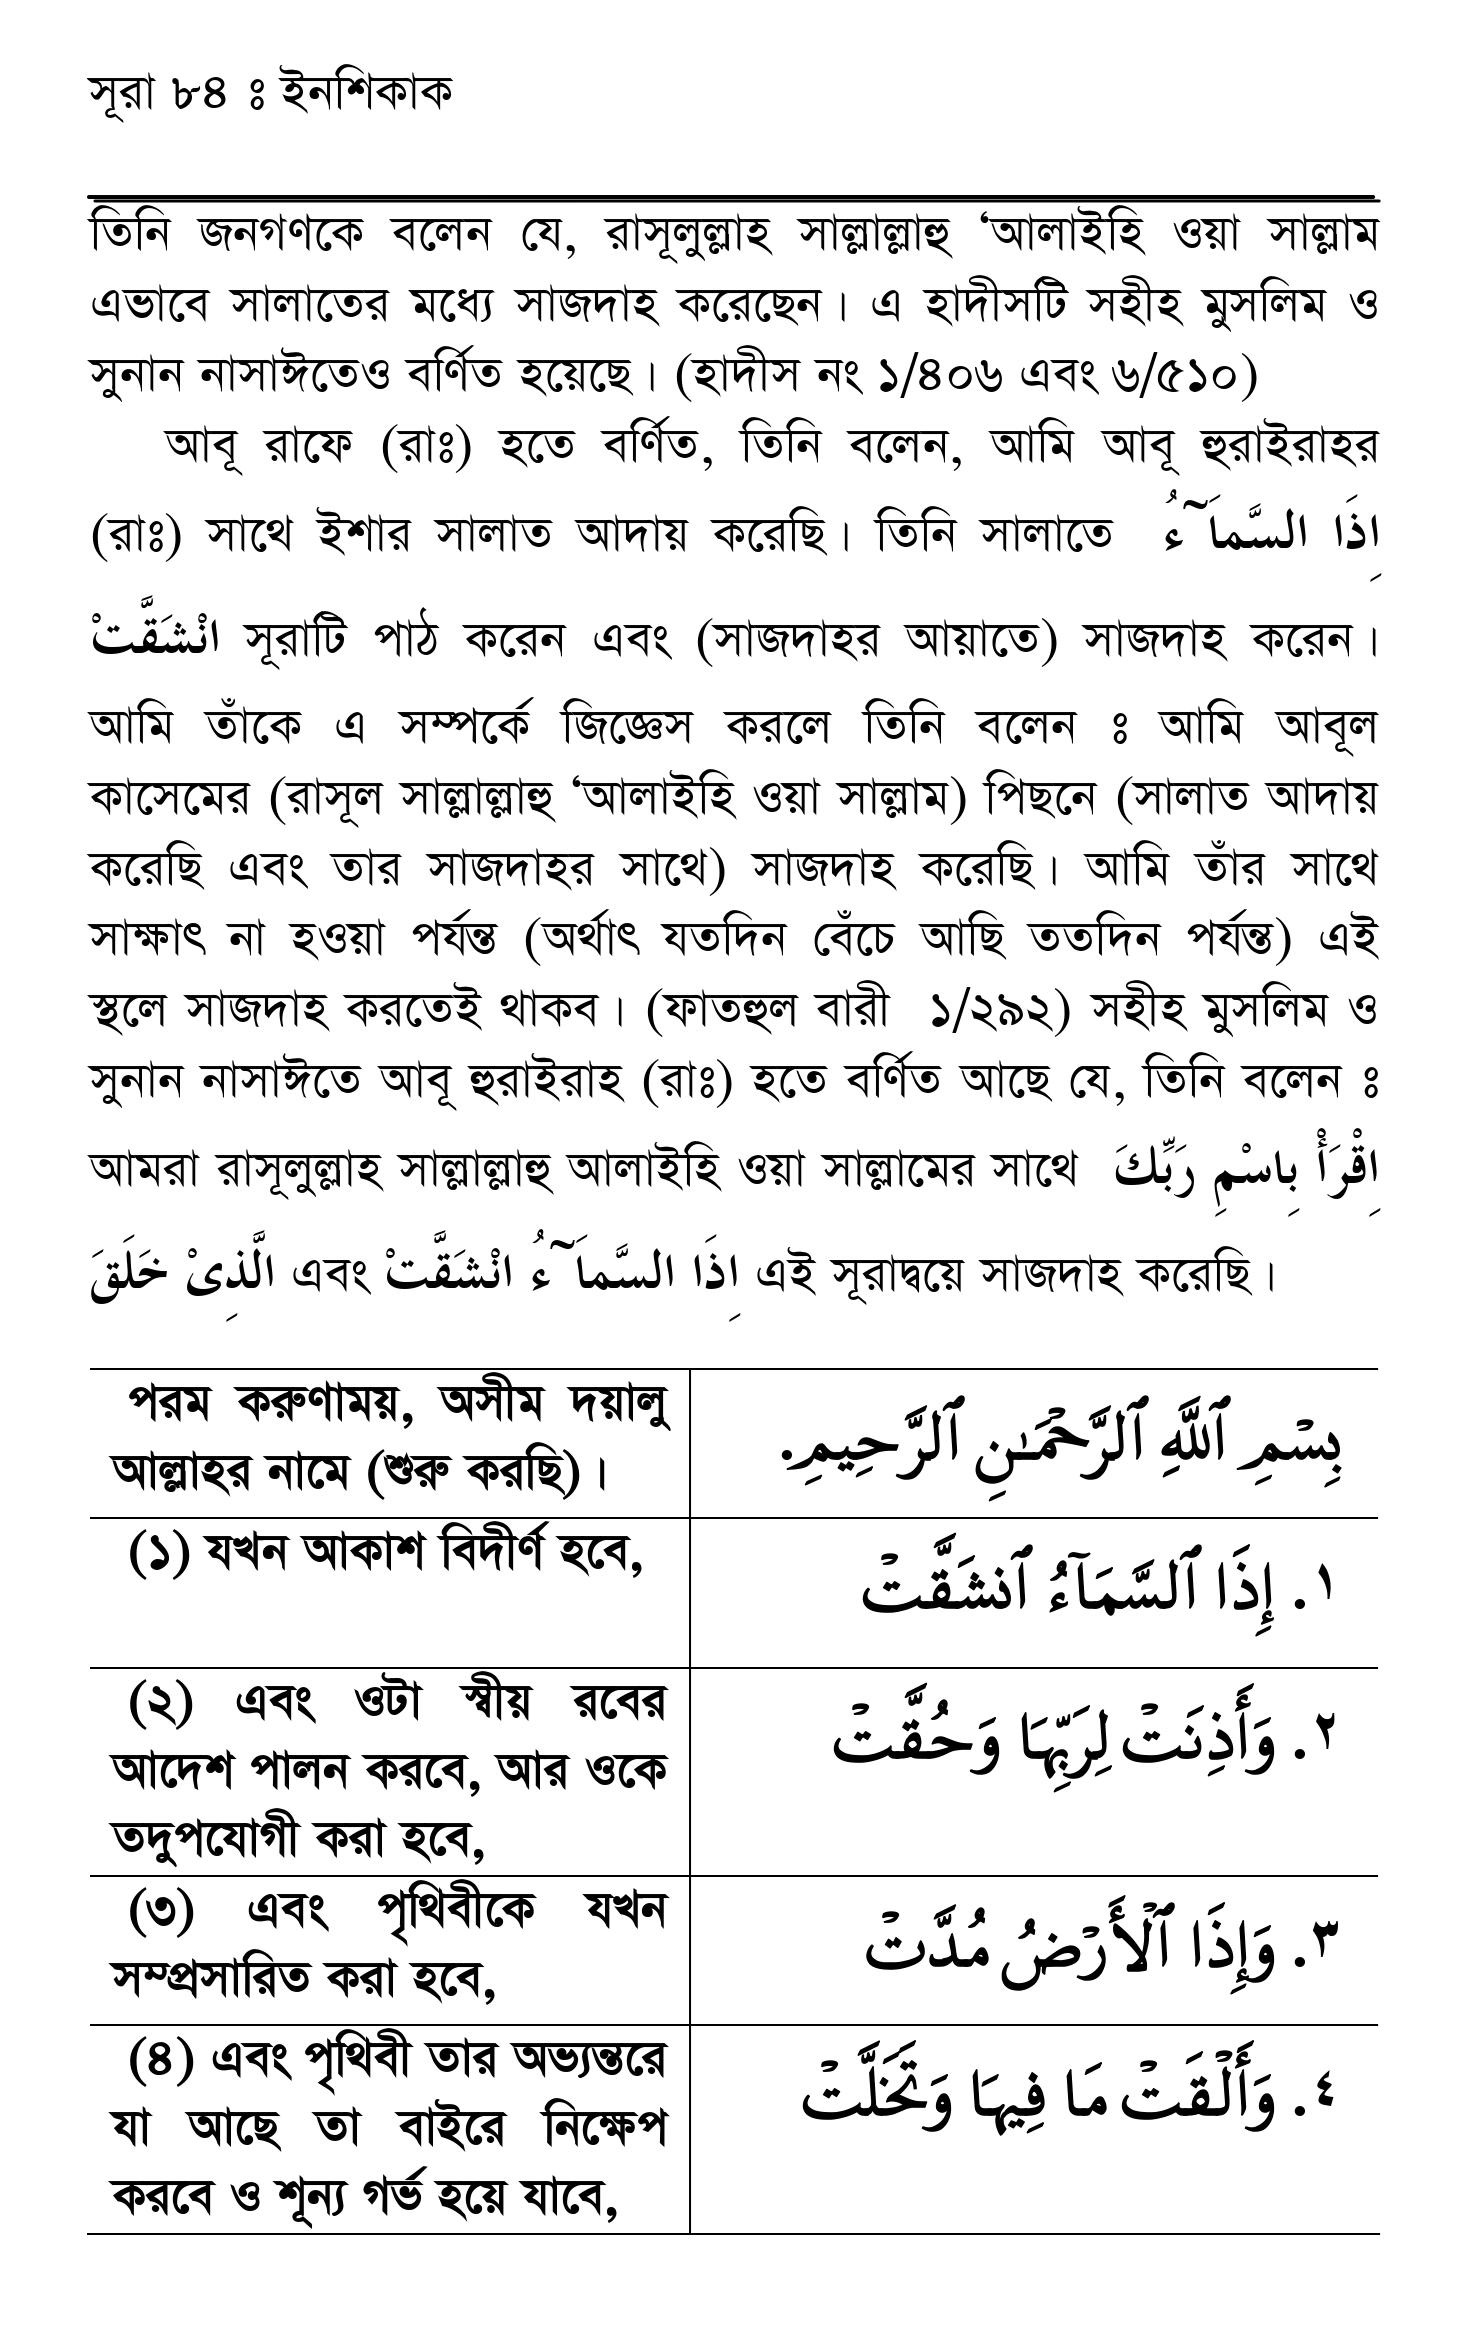 সূরা ৮৪ ঃ ইনশিকাক
তিনি জনগণকে বলেন যে, রাসূলুল্লাহ সাল্লাল্লাহু ‘আলাইহি ওয়া সাল্লাম
এভাবে সালাতের মধ্যে সাজদাহ করেছেন। এ হাদীসটি সহীহ মুসলিম ও
সুনান নাসাঈতেও বর্ণিত হয়েছে। (হাদীস নং ১/৪০৬ এবং ৬/৫১০)
আবূ রাফে (রাঃ) হতে বর্ণিত, তিনি বলেন, আমি আবূ হুরাইরাহর
(রাঃ) সাথে ইশার সালাত আদায় করেছি। তিনি সালাতে اِذَا السَّمآَءُ
انْشَقَّتْ সূরাটি পাঠ করেন এবং (সাজদাহর আয়াতে) সাজদাহ করেন।
আমি তাঁকে এ সম্পর্কে জিজ্ঞেস করলে তিনি বলেন ঃ আমি আবূল
কাসেমের (রাসূল সাল্লাল্লাহু ‘আলাইহি ওয়া সাল্লাম) পিছনে (সালাত আদায়
করেছি এবং তার সাজদাহর সাথে) সাজদাহ করেছি। আমি তাঁর সাথে
সাক্ষাৎ না হওয়া পর্যন্ত (অর্থাৎ যতদিন বেঁচে আছি ততদিন পর্যন্ত) এই
স্থলে সাজদাহ করতেই থাকব। (ফাতহুল বারী ১/২৯২) সহীহ মুসলিম ও
সুনান নাসাঈতে আবূ হুরাইরাহ (রাঃ) হতে বর্ণিত আছে যে, তিনি বলেন ঃ
আমরা রাসূলুল্লাহ সাল্লাল্লাহু আলাইহি ওয়া সাল্লামের সাথে اِقْرَأْ بِاسْمِ رَبِّكَ
الَّذِىْ خَلَقَ এবং اِذَا السَّمآَءُ انْشَقَّتْ এই সূরাদ্বয়ে সাজদাহ করেছি।
পরম করুণাময়, অসীম দয়ালু
আল্লাহর নামে (শুরু করছি)।
بِسْمِ ٱللَّهِ ٱلرَّحْمَـٰنِ ٱلرَّحِيمِ.
(১) যখন আকাশ বিদীর্ণ হবে,
١. إِذَا ٱلسَّمَآءُ ٱنشَقَّتْ
(২) এবং ওটা স্বীয় রবের
আদেশ পালন করবে, আর ওকে
তদুপযোগী করা হবে,
٢. وَأَذِنَتْ لِرَبِّهَا وَحُقَّتْ
(৩) এবং পৃথিবীকে যখন
সম্প্রসারিত করা হবে,
٣. وَإِذَا ٱلْأَرْضُ مُدَّتْ
(৪) এবং পৃথিবী তার অভ্যন্তরে
যা আছে তা বাইরে নিক্ষেপ
করবে ও শূন্য গর্ভ হয়ে যাবে,
٤. وَأَلْقَتْ مَا فِيهَا وَتَخَلَّتْ